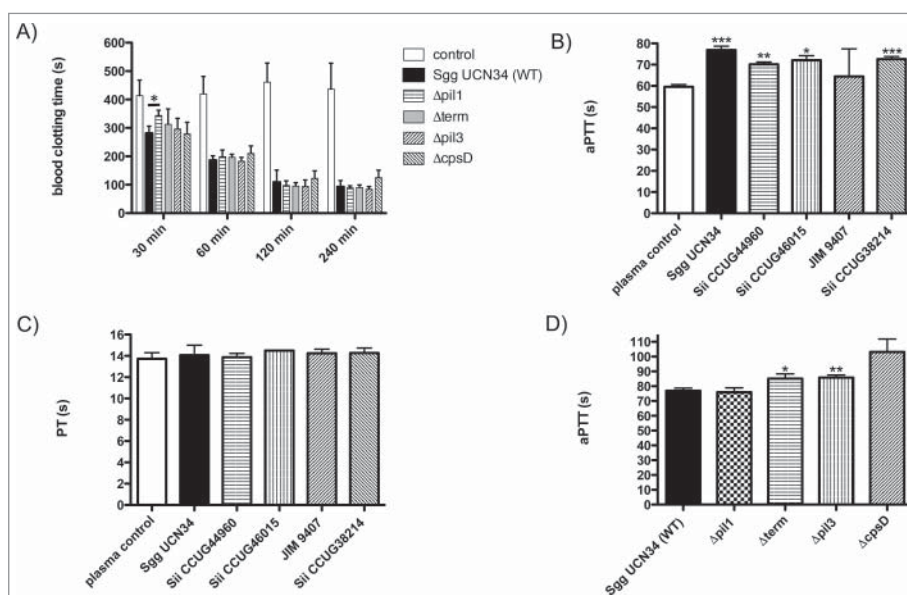 A)
blood clotting time (s)
600
500
400
300
200
100
0
30 min
60 min
120 min
240 min
*
control
Sgg UCN34 (WT)
Δpil1
Δterm
Δpil3
ΔcpsD
B)
aPTT (s)
80
70
60
50
40
30
20
10
0
***
**
*
***
plasma control
Sgg UCN34
Sii CCUG44960
Sii CCUG46015
JIM 9407
Sii CCUG38214
C)
PT (s)
16
14
12
10
8
6
4
2
0
plasma control
Sgg UCN34
Sii CCUG44960
Sii CCUG46015
JIM 9407
Sii CCUG38214
D)
aPTT (s)
110
100
90
80
70
60
50
40
30
20
10
0
*
**
Sgg UCN34 (WT)
Δpil1
Δterm
Δpil3
ΔcpsD